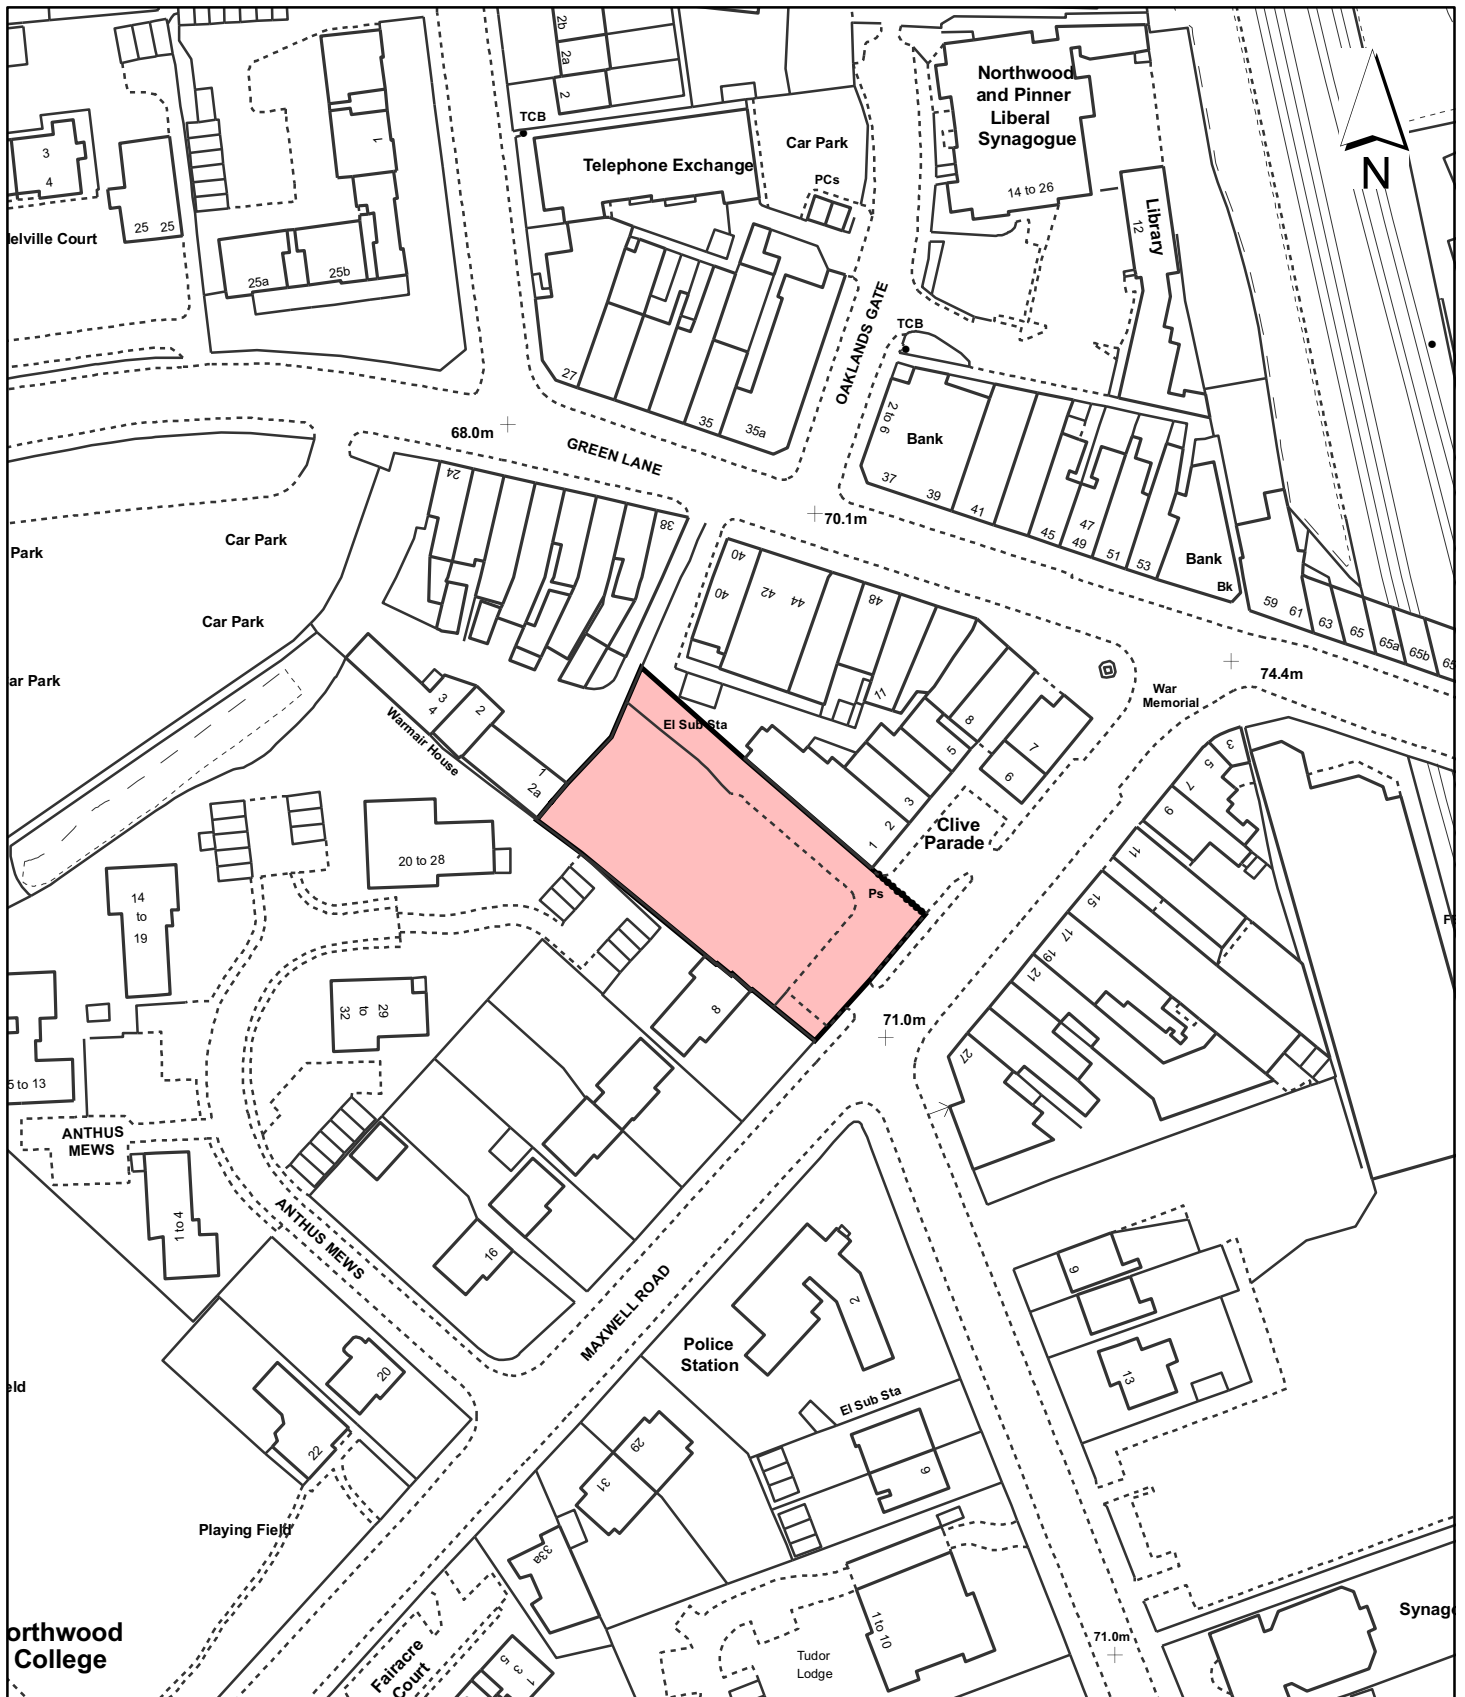 2b
2a
2
TCB
Telephone Exchange
Car Park
PCs
Northwood
and Pinner
Liberal
Synagogue
14 to 26
Library
12
N
3
4
25 25
1
elville Court
25a
25b
27
35
35a
OAKLANDS GATE
TCB
2 to 6
Bank
37
39
41
45
47
49
51
53
Bank
Bk
59
61
63
65
65a
65b
68.0m
GREEN LANE
70.1m
24
38
40
40
42
44
48
11
Car Park
Park
Car Park
ar Park
War
Memorial
74.4m
3
4
2
Warmair House
1
2a
El Sub Sta
8
5
7
6
3
2
1
Clive
Parade
Ps
3
5
7
9
11
15
17
19
21
27
20 to 28
14
to
19
29
to
32
8
71.0m
5 to 13
ANTHUS
MEWS
1 to 4
ANTHUS MEWS
16
MAXWELL ROAD
Police
Station
2
El Sub Sta
9
13
20
22
eld
29
31
33a
9
Playing Field
orthwood
College
Fairacre
Court
5
3
1
Tudor
Lodge
1 to 10
71.0m
Synag